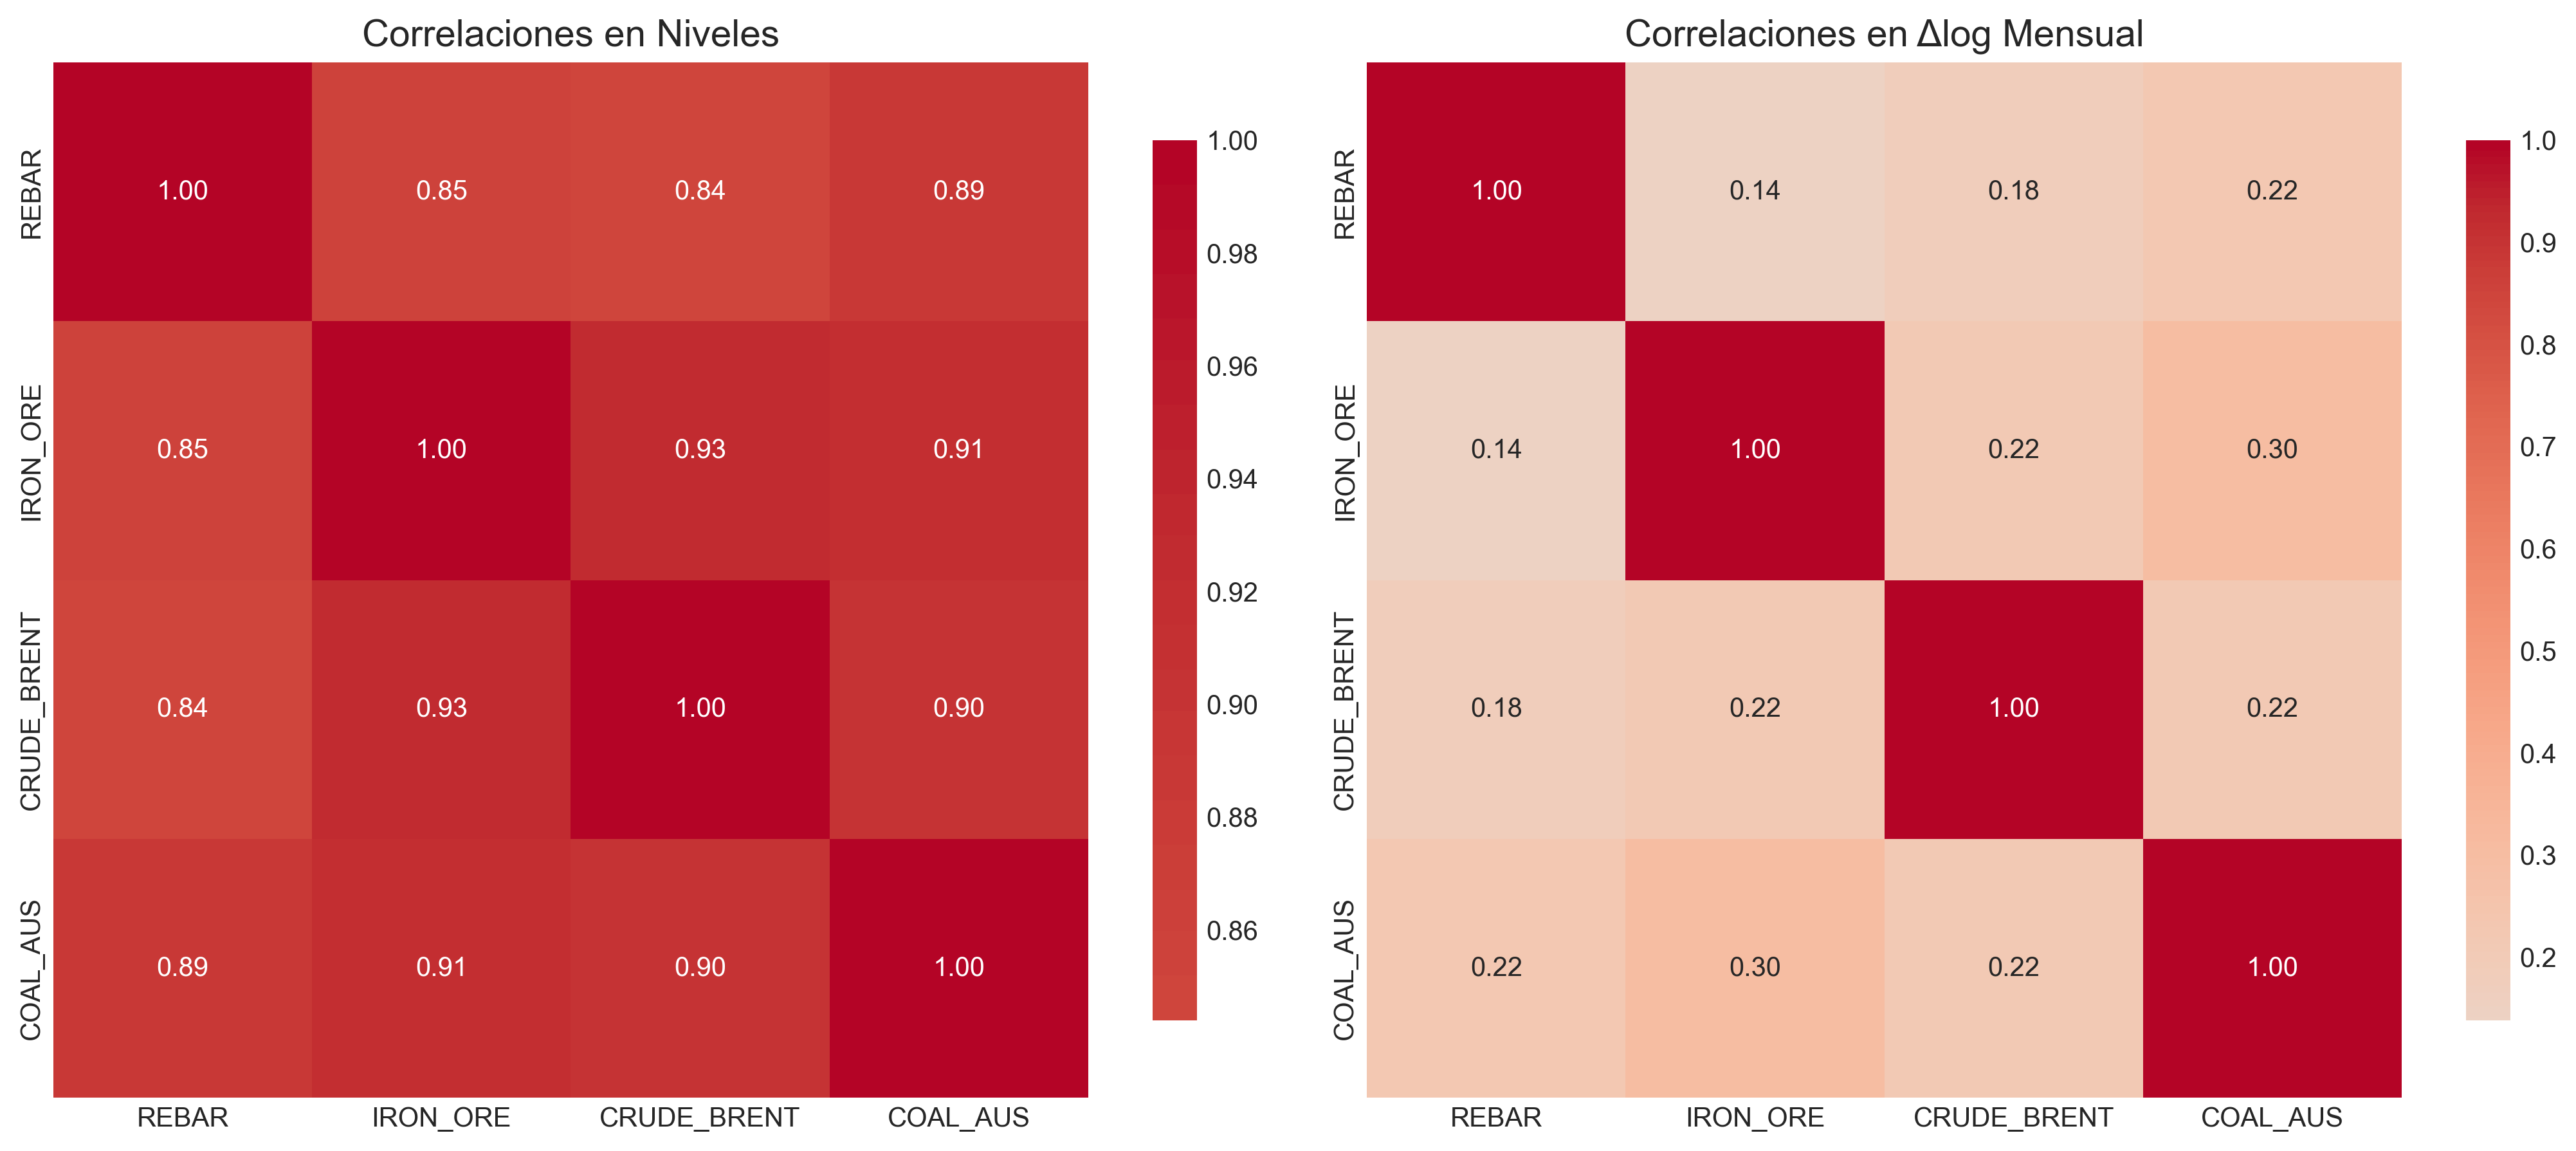 Correlaciones en Niveles
REBAR 1.00 0.85 0.84 0.89
IRON_ORE 0.85 1.00 0.93 0.91
CRUDE_BRENT 0.84 0.93 1.00 0.90
COAL_AUS 0.89 0.91 0.90 1.00
REBAR IRON_ORE CRUDE_BRENT COAL_AUS
1.00
0.98
0.96
0.94
0.92
0.90
0.88
0.86
Correlaciones en Δlog Mensual
REBAR 1.00 0.14 0.18 0.22
IRON_ORE 0.14 1.00 0.22 0.30
CRUDE_BRENT 0.18 0.22 1.00 0.22
COAL_AUS 0.22 0.30 0.22 1.00
REBAR IRON_ORE CRUDE_BRENT COAL_AUS
1.0
0.9
0.8
0.7
0.6
0.5
0.4
0.3
0.2